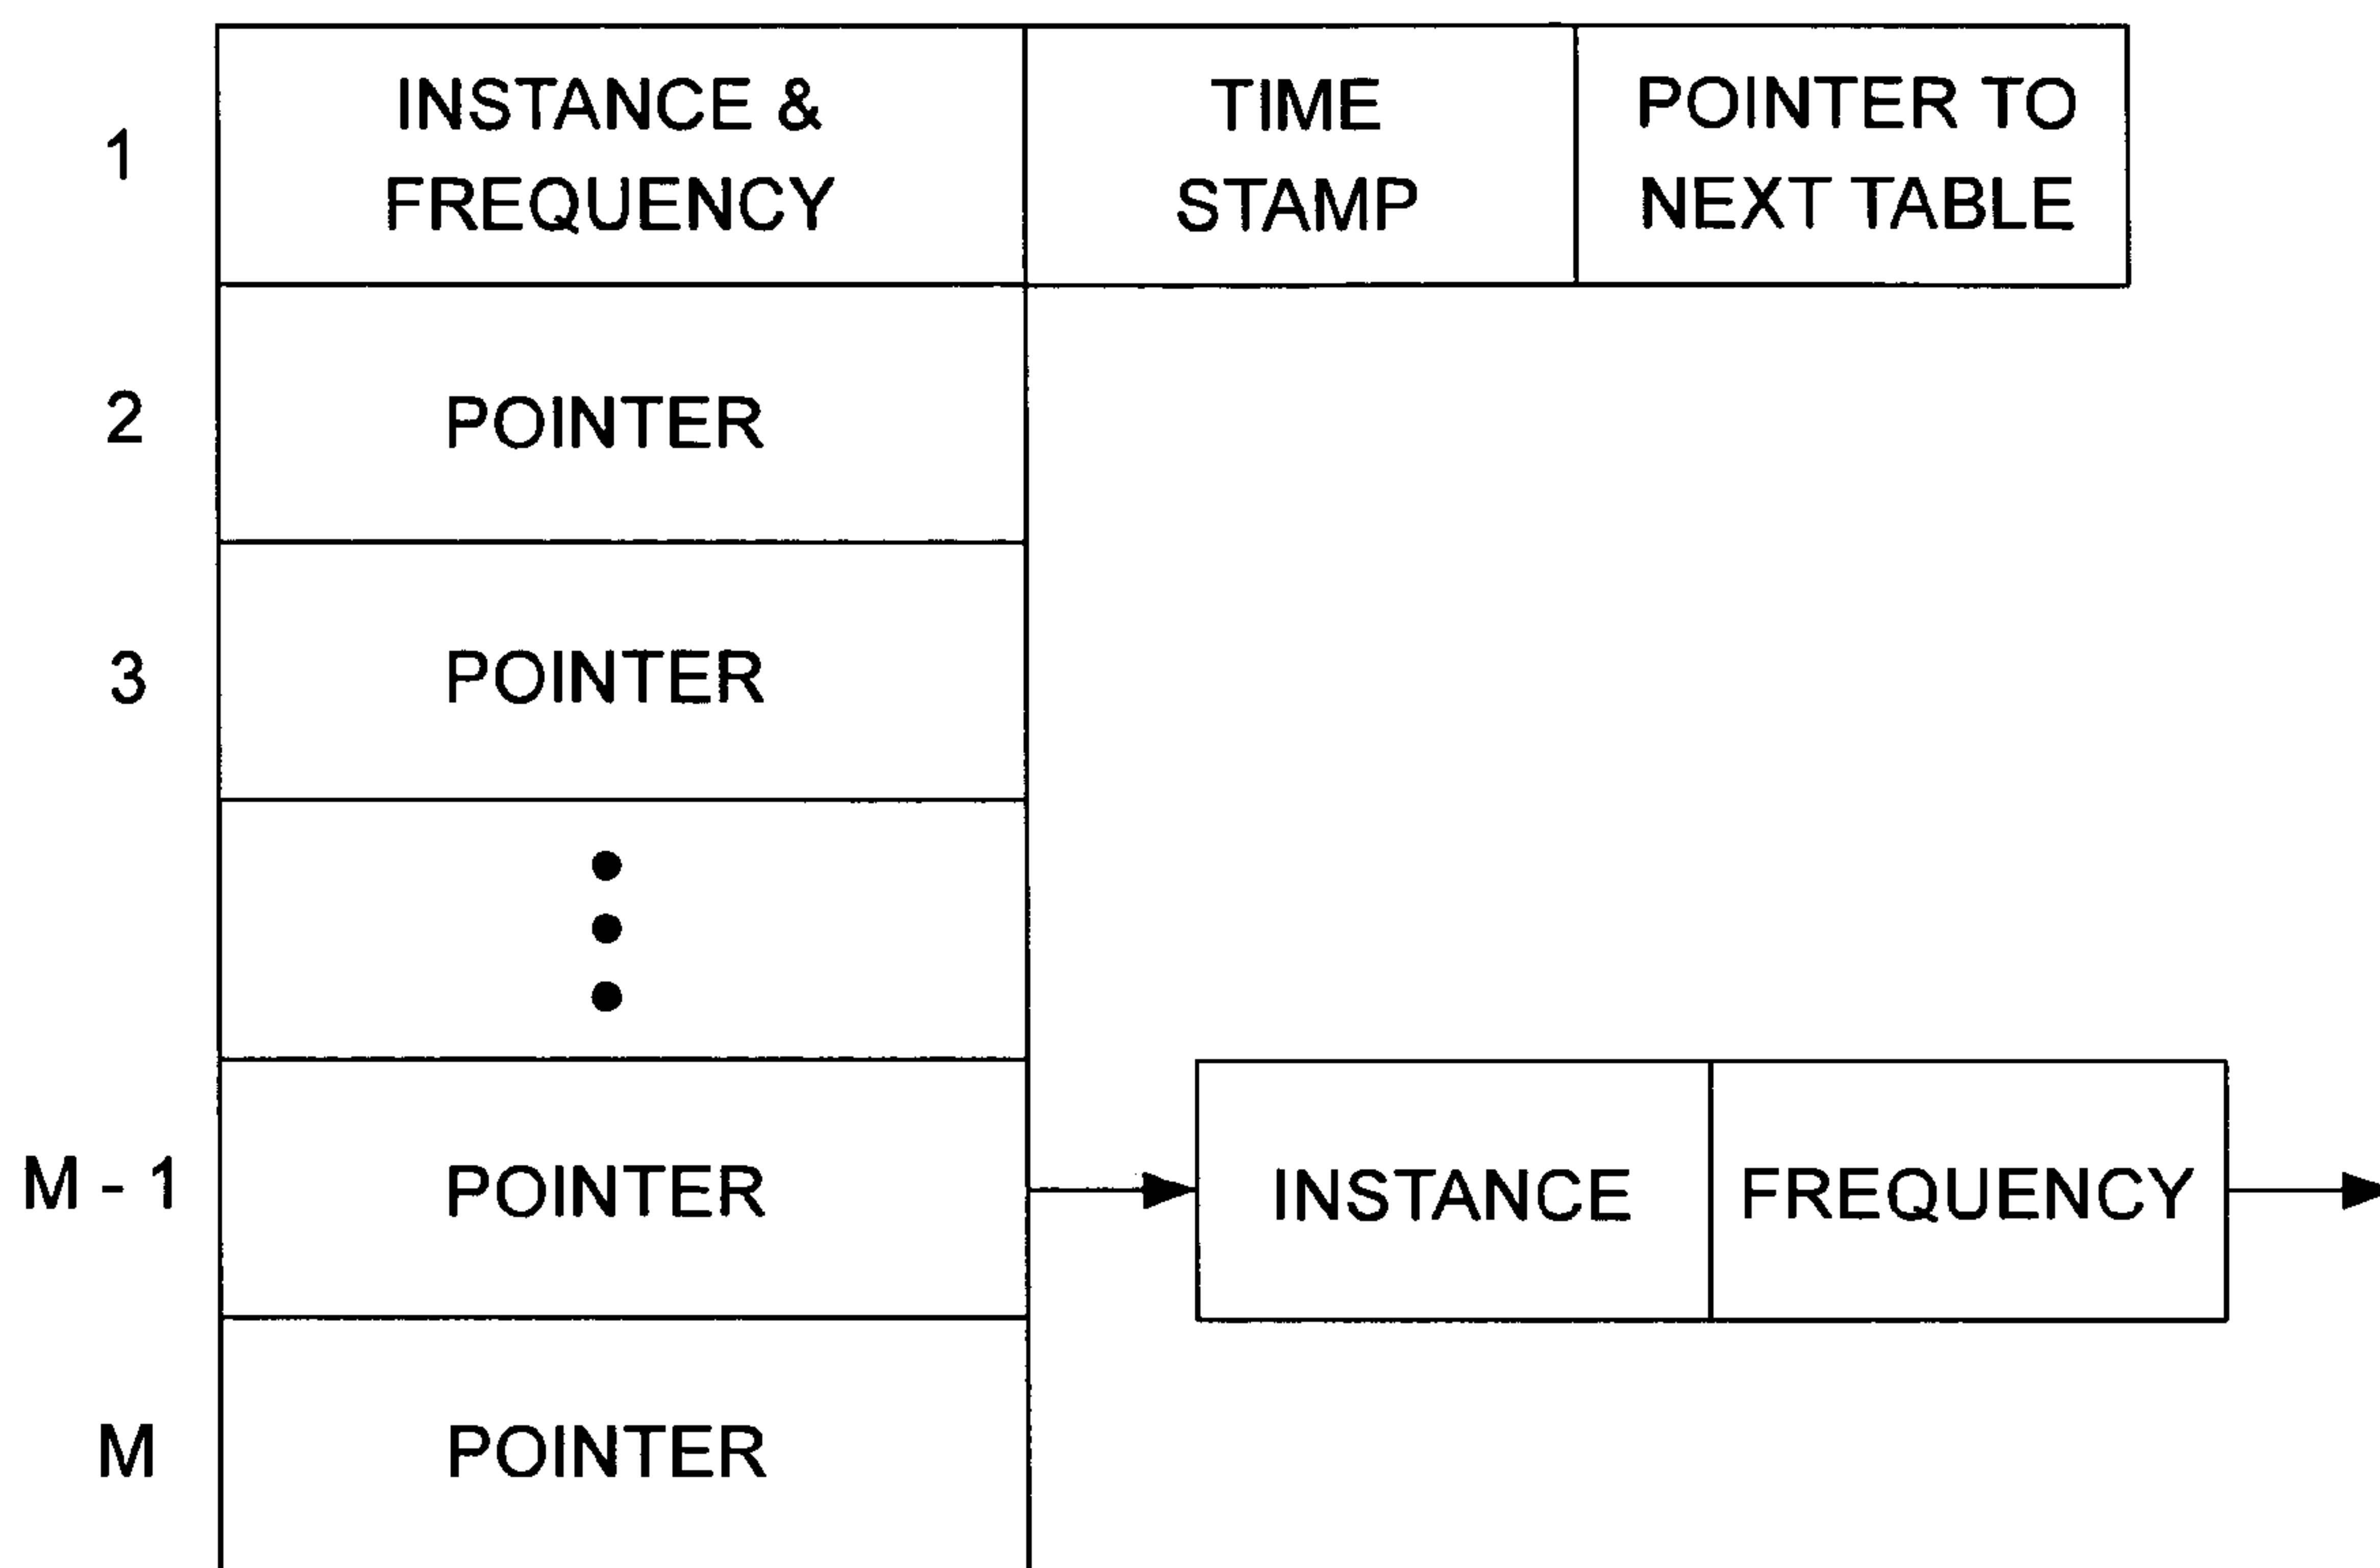 1
INSTANCE &
FREQUENCY
TIME
STAMP
POINTER TO
NEXT TABLE
2
POINTER
3
POINTER
M - 1
POINTER
INSTANCE
FREQUENCY
M
POINTER